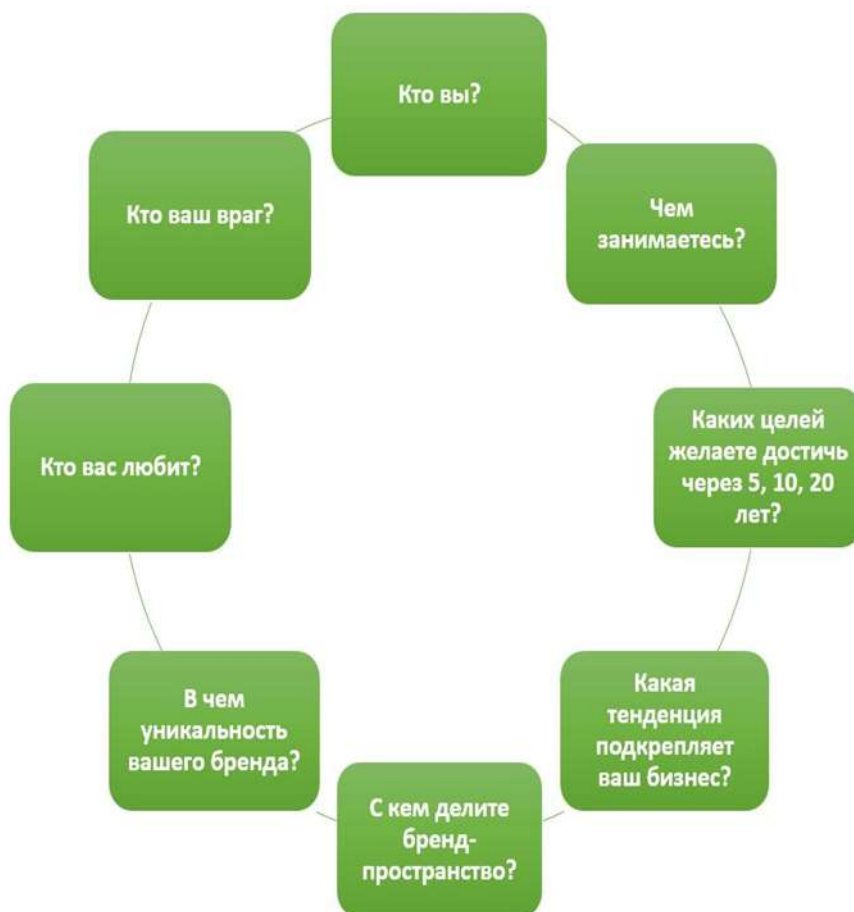 Кто вы?
Чем
занимаетесь?
Каких целей
желаете достичь
через 5, 10, 20
лет?
Какая
тенденция
подкрепляет
ваш бизнес?
С кем делите
бренд-
пространство?
В чем
уникальность
вашего бренда?
Кто вас любит?
Кто ваш враг?